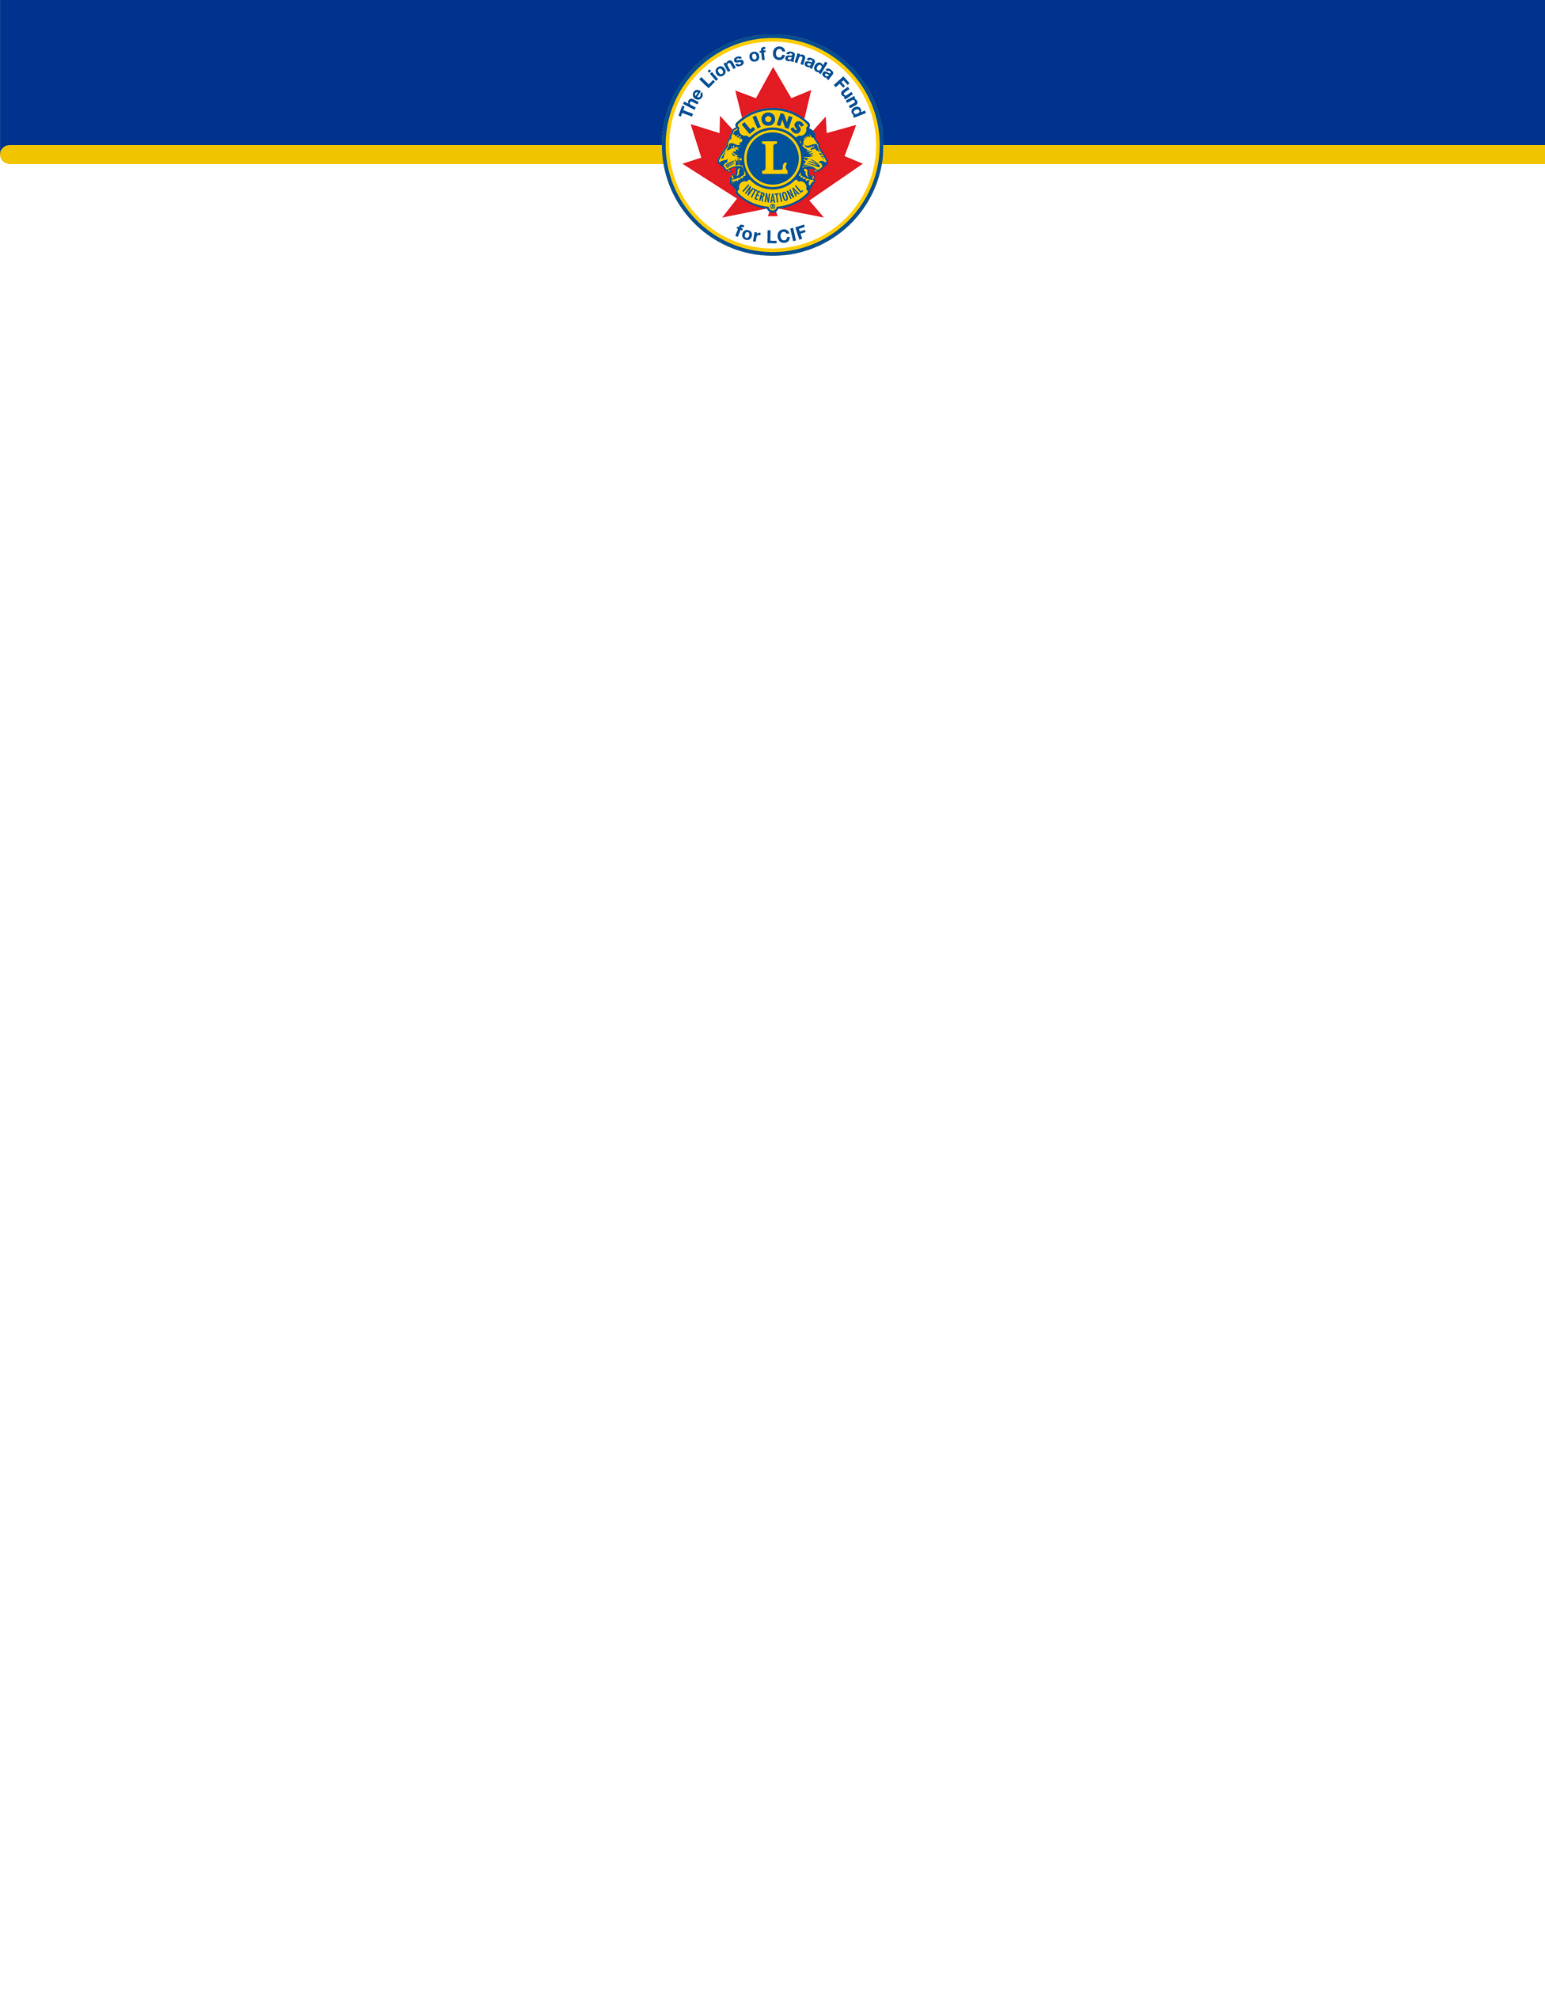 The Lions of Canada Fund
LIONS
L
INTERNATIONAL
®
for LCIF